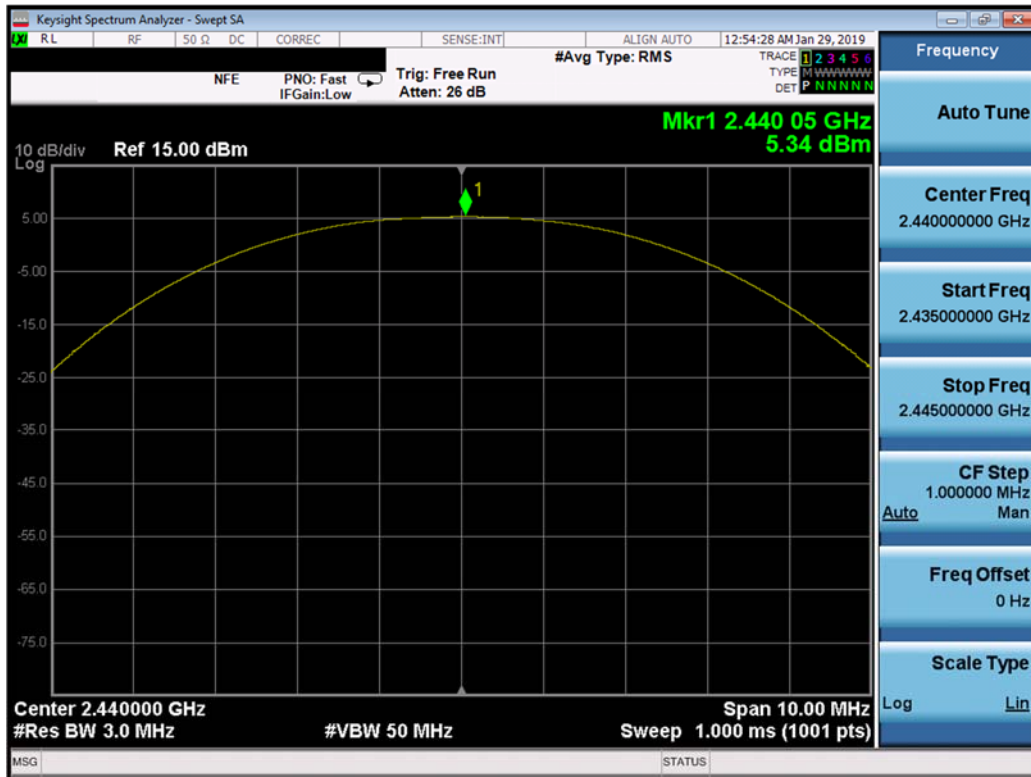 Keysight Spectrum Analyzer - Swept SA
LXI RL RF 50 Ω DC CORREC SENSE:INT ALIGN AUTO 12:54:28 AM Jan 29, 2019
NFE PNO: Fast Trig: Free Run #Avg Type: RMS TRACE 1 2 3 4 5 6
IFGain:Low Atten: 26 dB TYPE M WWWWW
DET P N N N N N
Mkr1 2.440 05 GHz
5.34 dBm
10 dB/div Ref 15.00 dBm
Log
1
5.00
-5.00
-15.0
-25.0
-35.0
-45.0
-55.0
-65.0
-75.0
Center 2.440000 GHz Span 10.00 MHz
#Res BW 3.0 MHz #VBW 50 MHz Sweep 1.000 ms (1001 pts)
MSG STATUS
Frequency
Auto Tune
Center Freq
2.440000000 GHz
Start Freq
2.435000000 GHz
Stop Freq
2.445000000 GHz
CF Step
1.000000 MHz
Auto Man
Freq Offset
0 Hz
Scale Type
Log Lin